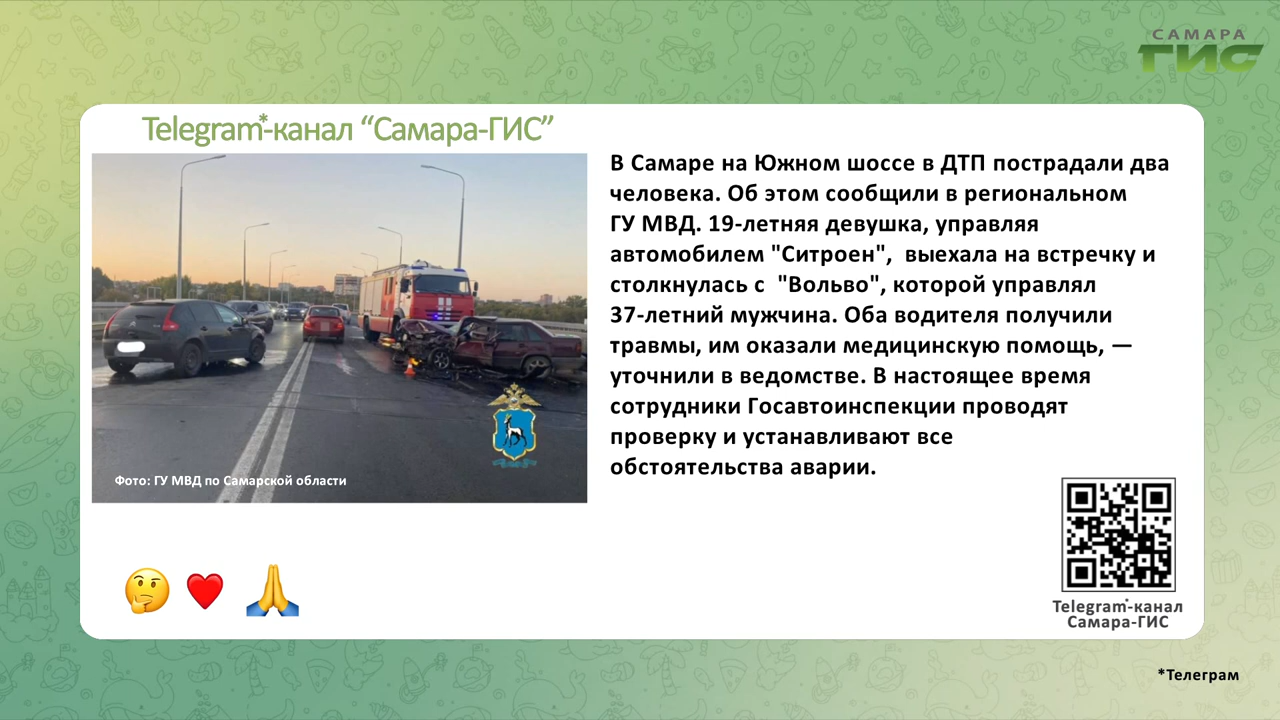 САМАРА
ГИС
Telegram*-канал “Самара-ГИС”
В Самаре на Южном шоссе в ДТП пострадали два
человека. Об этом сообщили в региональном
ГУ МВД. 19-летняя девушка, управляя
автомобилем "Ситроен",  выехала на встречку и
столкнулась с  "Вольво", которой управлял
37-летний мужчина. Оба водителя получили
травмы, им оказали медицинскую помощь, —
уточнили в ведомстве. В настоящее время
сотрудники Госавтоинспекции проводят
проверку и устанавливают все
обстоятельства аварии.
Фото: ГУ МВД по Самарской области
Telegram*-канал
Самара-ГИС
*Телеграм